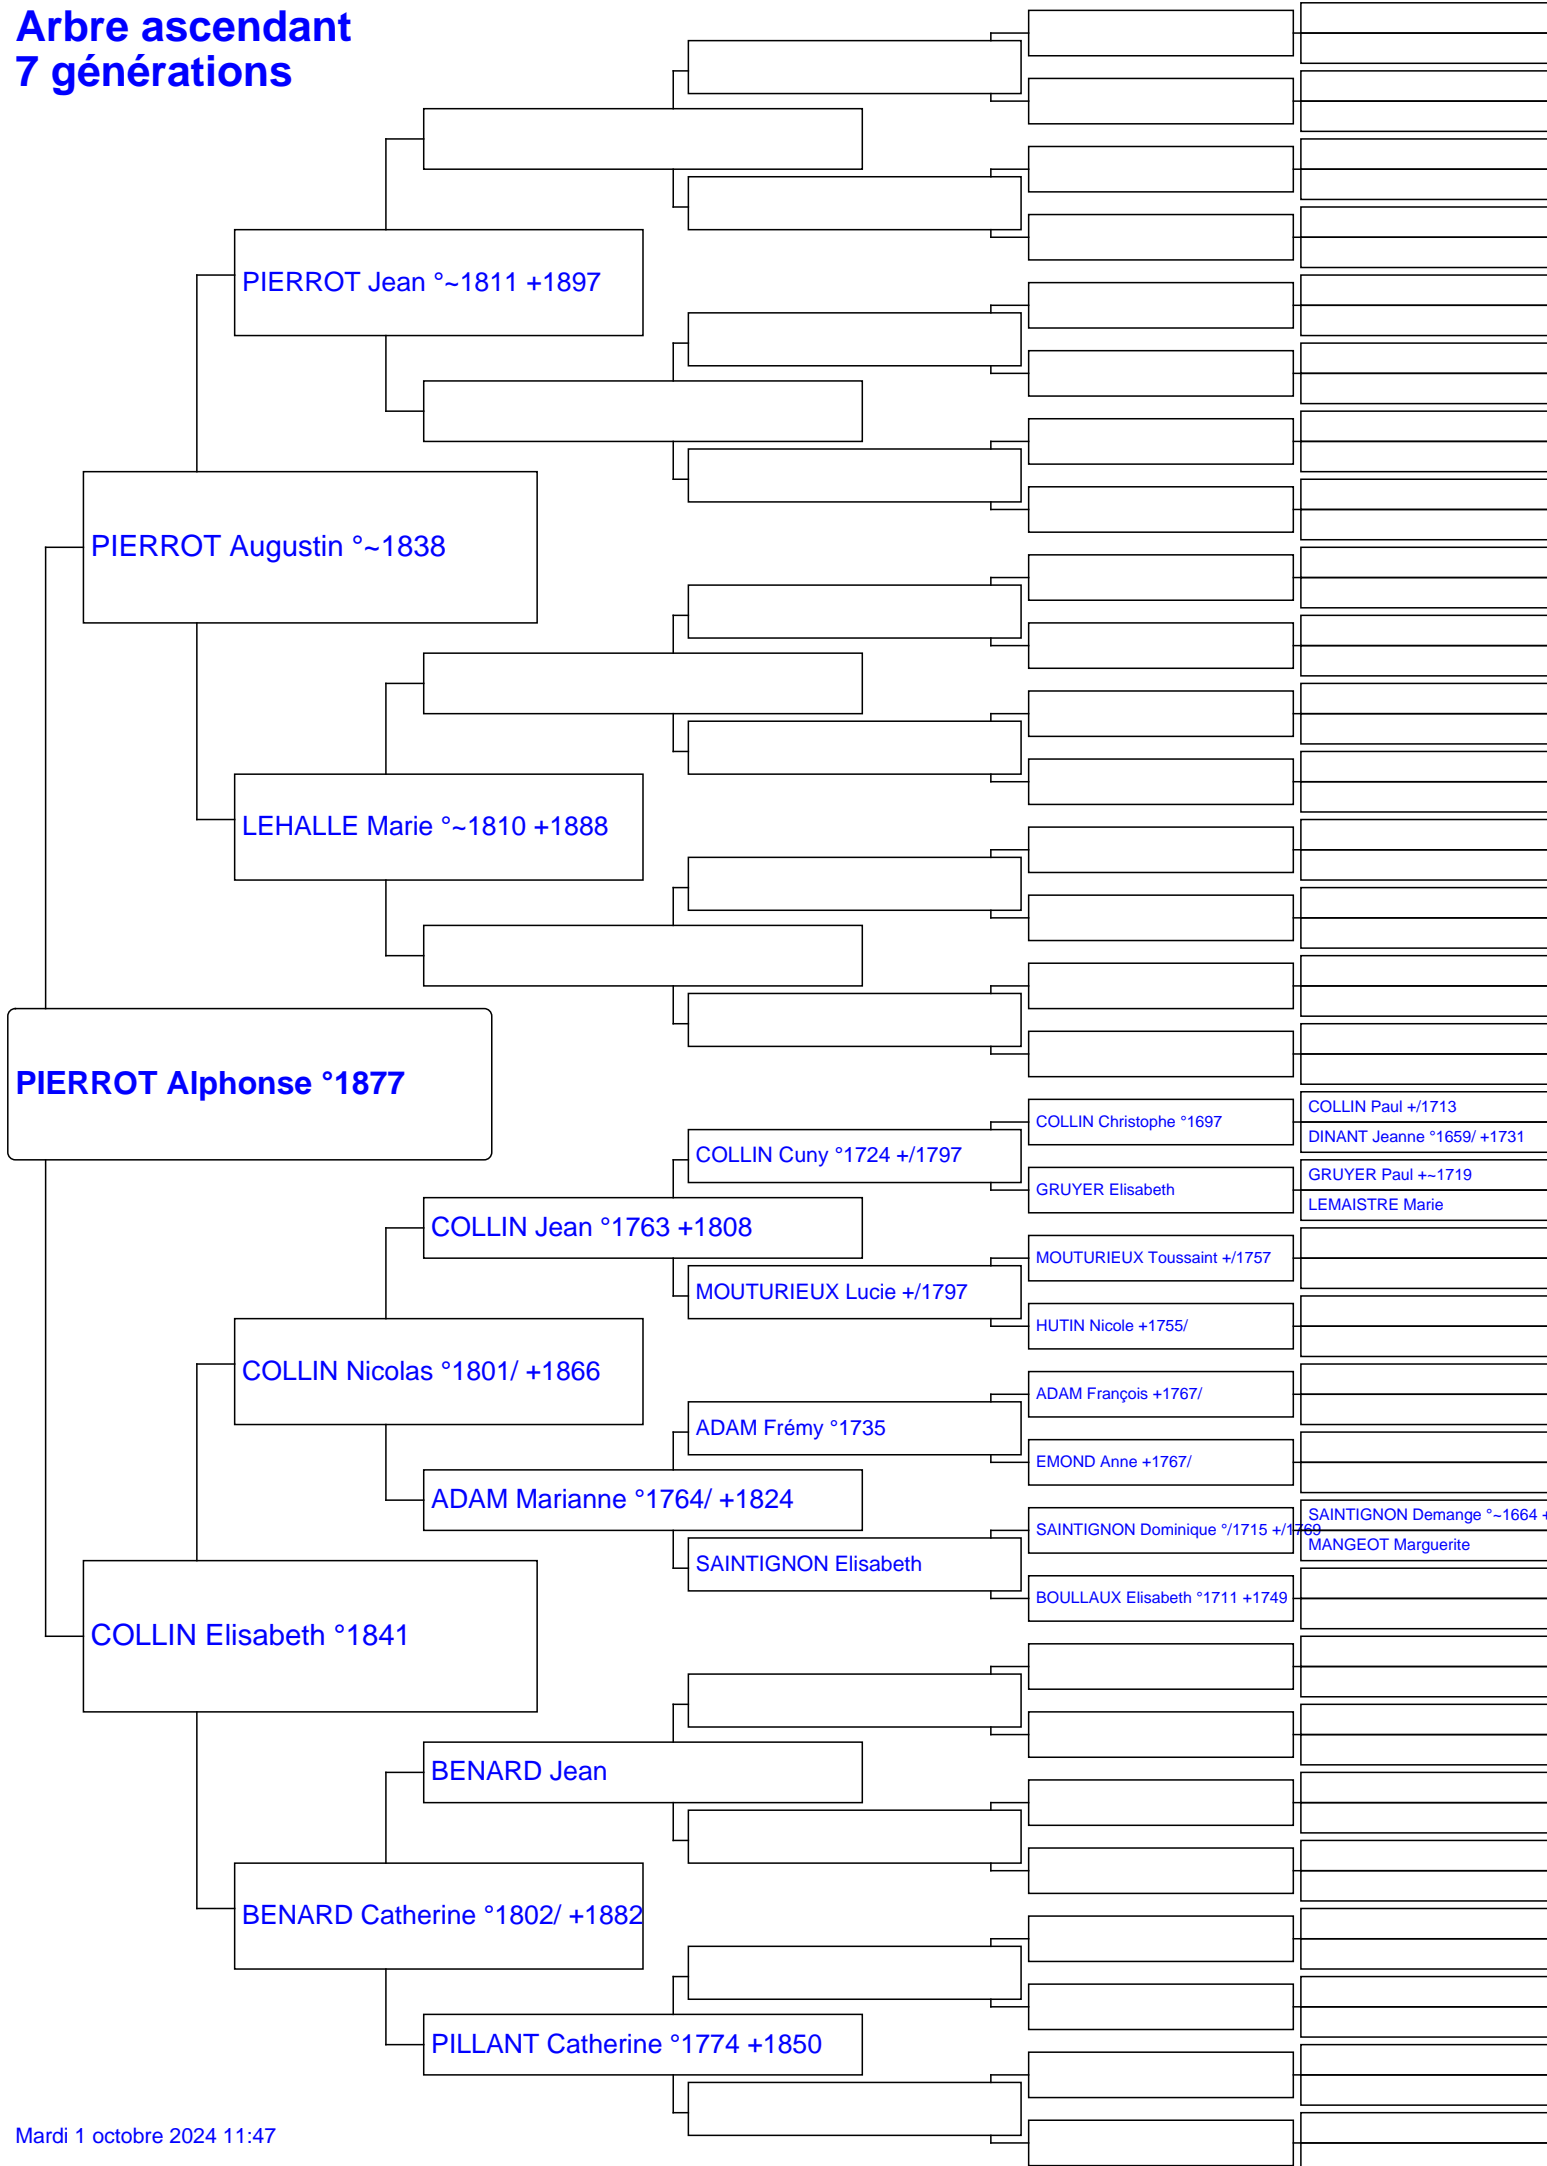 Arbre ascendant
7 générations
PIERROT Jean °~1811 +1897
PIERROT Augustin °~1838
LEHALLE Marie °~1810 +1888
PIERROT Alphonse °1877
COLLIN Paul +/1713
COLLIN Christophe °1697
DINANT Jeanne °1659/ +1731
COLLIN Cuny °1724 +/1797
GRUYER Paul +~1719
GRUYER Elisabeth
LEMAISTRE Marie
COLLIN Jean °1763 +1808
MOUTURIEUX Toussaint +/1757
MOUTURIEUX Lucie +/1797
HUTIN Nicole +1755/
COLLIN Nicolas °1801/ +1866
ADAM François +1767/
ADAM Frémy °1735
EMOND Anne +1767/
ADAM Marianne °1764/ +1824
SAINTIGNON Demange °~1664 +
SAINTIGNON Dominique °/1715 +/1769
MANGEOT Marguerite
SAINTIGNON Elisabeth
BOULLAUX Elisabeth °1711 +1749
COLLIN Elisabeth °1841
BENARD Jean
BENARD Catherine °1802/ +1882
PILLANT Catherine °1774 +1850
Mardi 1 octobre 2024 11:47